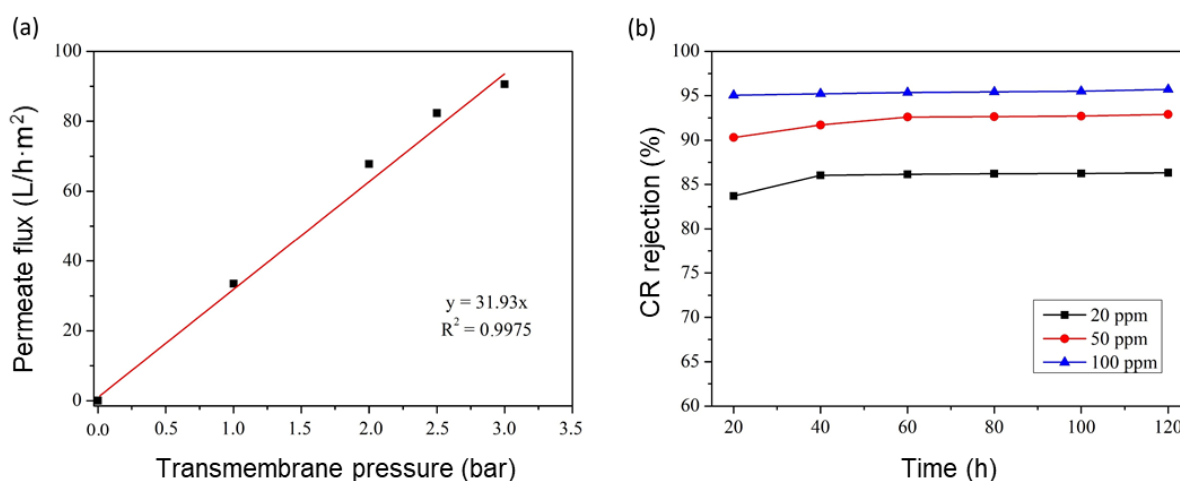 (a)
Permeate flux (L/h·m²)
100
80
60
40
20
0
y = 31.93x
R² = 0.9975
0.0 0.5 1.0 1.5 2.0 2.5 3.0 3.5
Transmembrane pressure (bar)
(b)
CR rejection (%)
100
95
90
85
80
75
70
65
60
20 ppm
50 ppm
100 ppm
20 40 60 80 100 120
Time (h)